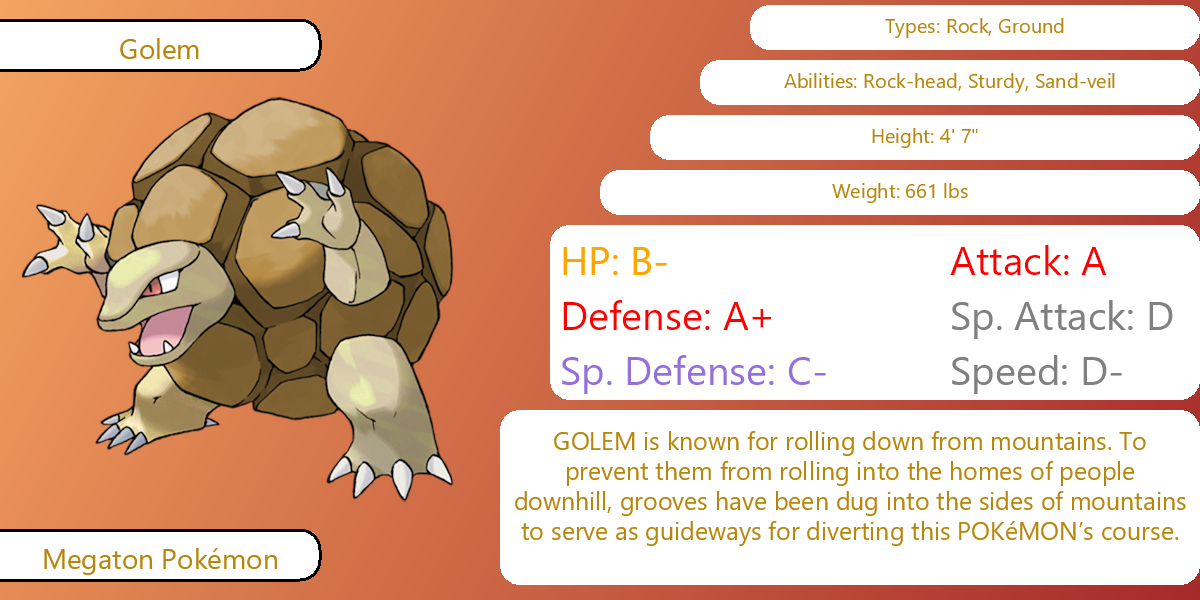 Golem
Types: Rock, Ground
Abilities: Rock-head, Sturdy, Sand-veil
Height: 4' 7"
Weight: 661 lbs
HP: B-
Attack: A
Defense: A+
Sp. Attack: D
Sp. Defense: C-
Speed: D-
GOLEM is known for rolling down from mountains. To
prevent them from rolling into the homes of people
downhill, grooves have been dug into the sides of mountains
to serve as guideways for diverting this POKéMON’s course.
Megaton Pokémon